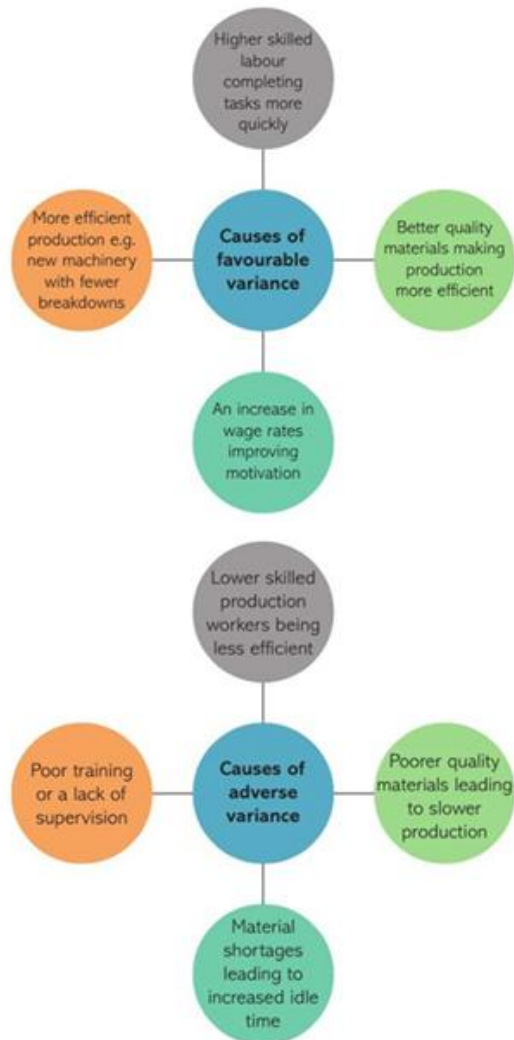 Higher skilled
labour
completing
tasks more
quickly
More efficient
production e.g.
new machinery
with fewer
breakdowns
Causes of
favourable
variance
Better quality
materials making
production
more efficient
An increase in
wage rates
improving
motivation
Lower skilled
production
workers being
less efficient
Poor training
or a lack of
supervision
Causes of
adverse
variance
Poorer quality
materials leading
to slower
production
Material
shortages
leading to
increased idle
time